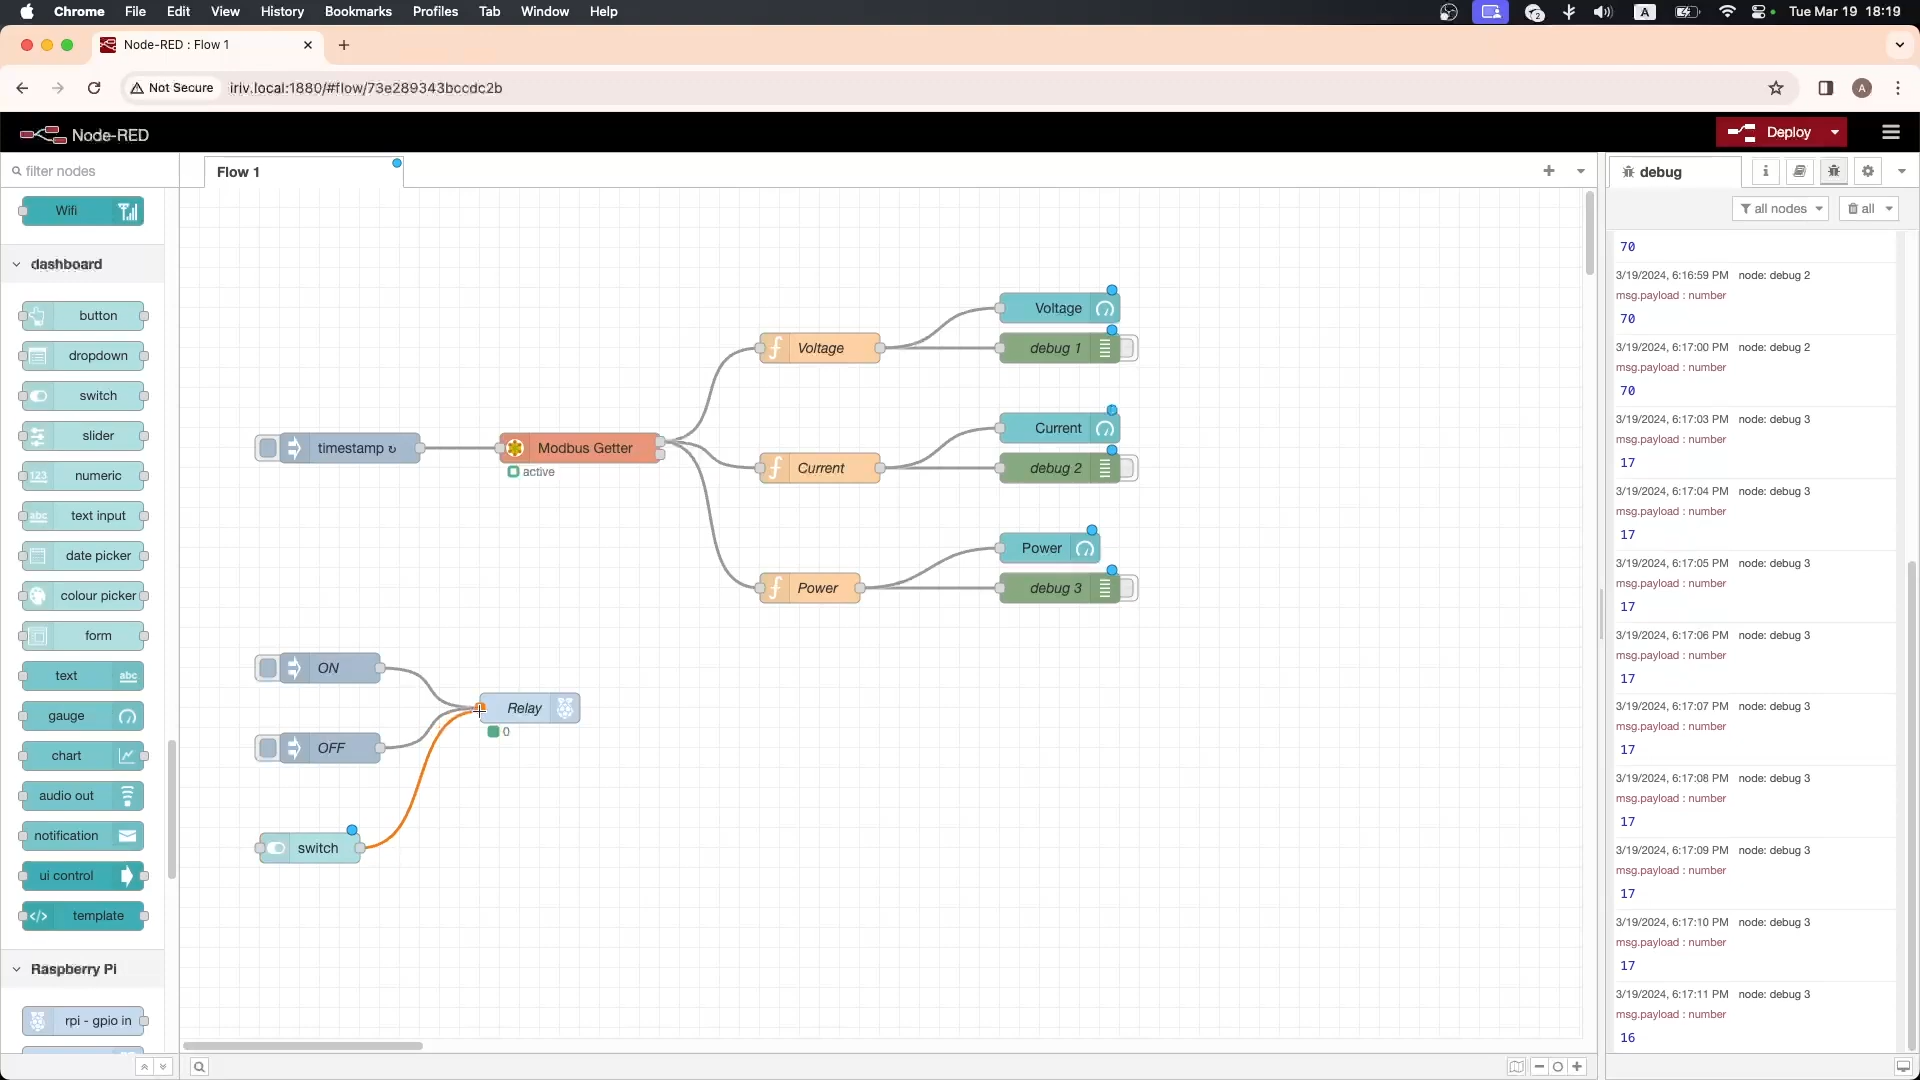 Chrome File Edit View History Bookmarks Profiles Tab Window Help
2 A Tue Mar 19 18:19
Node-RED : Flow 1
Not Secure iriv.local:1880/#flow/73e289343bccdc2b
A
Node-RED
Deploy
filter nodes
Flow 1
debug
i
all nodes
all
Wifi
dashboard
button
dropdown
switch
slider
123 numeric
abc text input
date picker
colour picker
form
text abc
gauge
chart
audio out
notification
ui control
</> template
Raspberry Pi
rpi - gpio in
timestamp ↻
Modbus Getter
active
f Voltage
Voltage
debug 1
f Current
Current
debug 2
f Power
Power
debug 3
ON
OFF
Relay
0
switch
70
3/19/2024, 6:16:59 PM node: debug 2
msg.payload : number
70
3/19/2024, 6:17:00 PM node: debug 2
msg.payload : number
70
3/19/2024, 6:17:03 PM node: debug 3
msg.payload : number
17
3/19/2024, 6:17:04 PM node: debug 3
msg.payload : number
17
3/19/2024, 6:17:05 PM node: debug 3
msg.payload : number
17
3/19/2024, 6:17:06 PM node: debug 3
msg.payload : number
17
3/19/2024, 6:17:07 PM node: debug 3
msg.payload : number
17
3/19/2024, 6:17:08 PM node: debug 3
msg.payload : number
17
3/19/2024, 6:17:09 PM node: debug 3
msg.payload : number
17
3/19/2024, 6:17:10 PM node: debug 3
msg.payload : number
17
3/19/2024, 6:17:11 PM node: debug 3
msg.payload : number
16